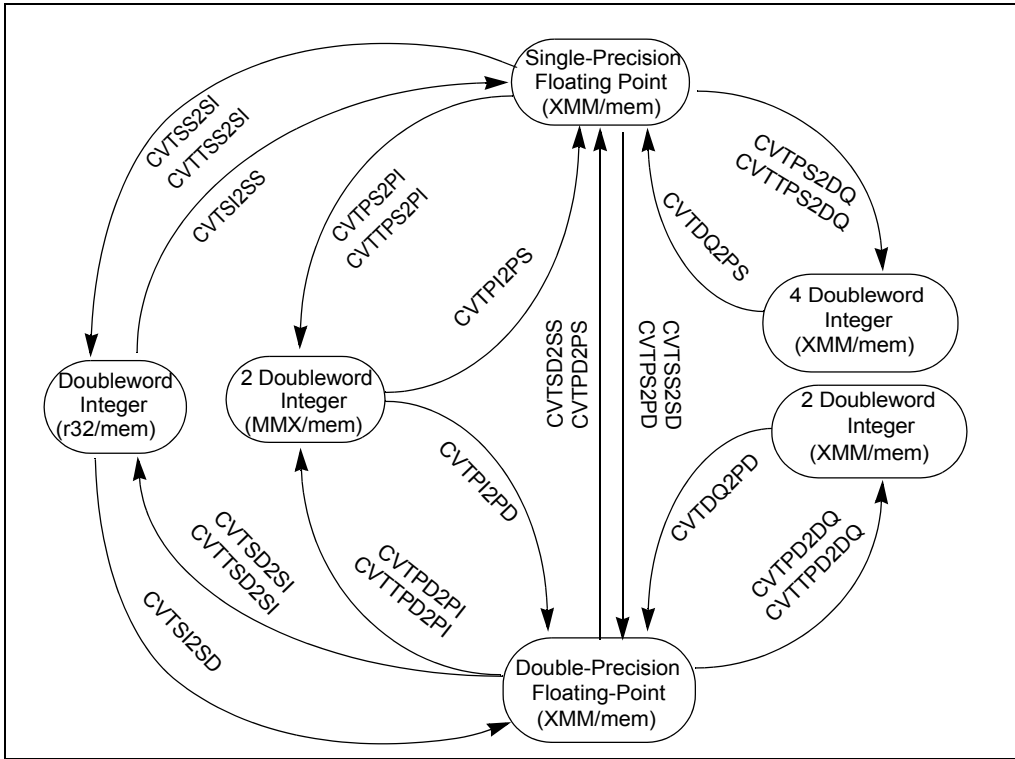 Single-Precision
Floating Point
(XMM/mem)
CVTSS2SI
CVTTSS2SI
CVTSI2SS
CVTPS2PI
CVTTPS2PI
CVTPI2PS
CVTPS2DQ
CVTTPS2DQ
CVTDQ2PS
4 Doubleword
Integer
(XMM/mem)
Doubleword
Integer
(r32/mem)
2 Doubleword
Integer
(MMX/mem)
CVTSD2SS
CVTPD2PS
CVTSS2SD
CVTPS2PD
2 Doubleword
Integer
(XMM/mem)
CVTPI2PD
CVTDQ2PD
CVTSD2SI
CVTTSD2SI
CVTPD2PI
CVTTPD2PI
CVTPD2DQ
CVTTPD2DQ
CVTSI2SD
Double-Precision
Floating-Point
(XMM/mem)